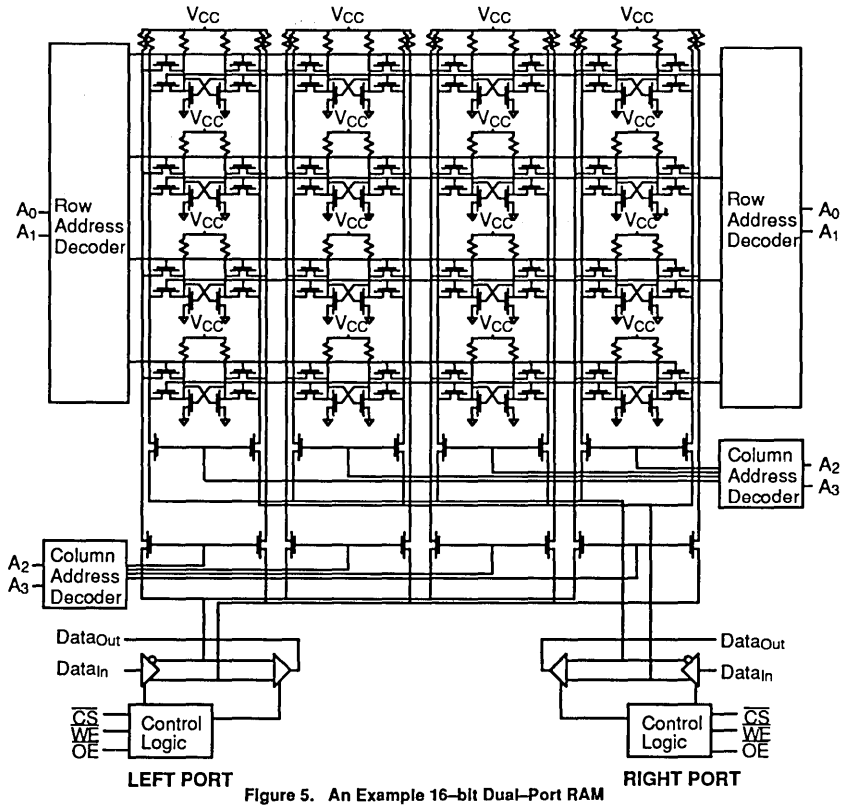 VCC VCC VCC VCC
VCC VCC VCC VCC
A0 Row A0
A1 Address A1
Decoder
Row
Address
Decoder
VCC VCC VCC VCC
VCC VCC VCC VCC
Column
Address
Decoder
A2
A3
A2
A3
Column
Address
Decoder
DataOut
DataIn
DataOut
DataIn
CS
WE
OE
Control
Logic
Control
Logic
CS
WE
OE
LEFT PORT
RIGHT PORT
Figure 5. An Example 16–bit Dual–Port RAM